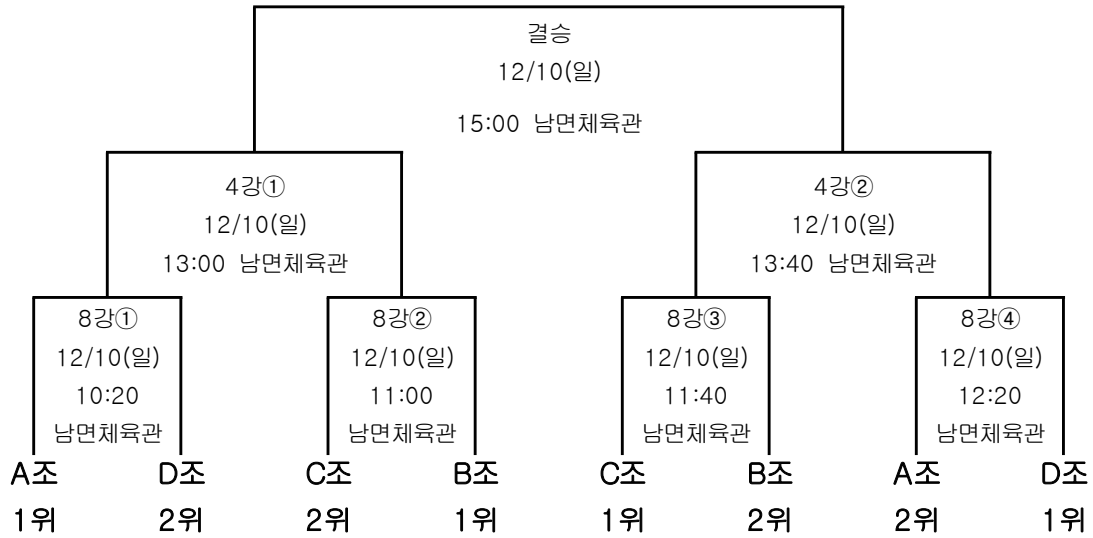 결승
12/10(일)
15:00 남면체육관
4강①
12/10(일)
13:00 남면체육관
4강②
12/10(일)
13:40 남면체육관
8강①
12/10(일)
10:20
남면체육관
8강②
12/10(일)
11:00
남면체육관
8강③
12/10(일)
11:40
남면체육관
8강④
12/10(일)
12:20
남면체육관
A조
1위
D조
2위
C조
2위
B조
1위
C조
1위
B조
2위
A조
2위
D조
1위